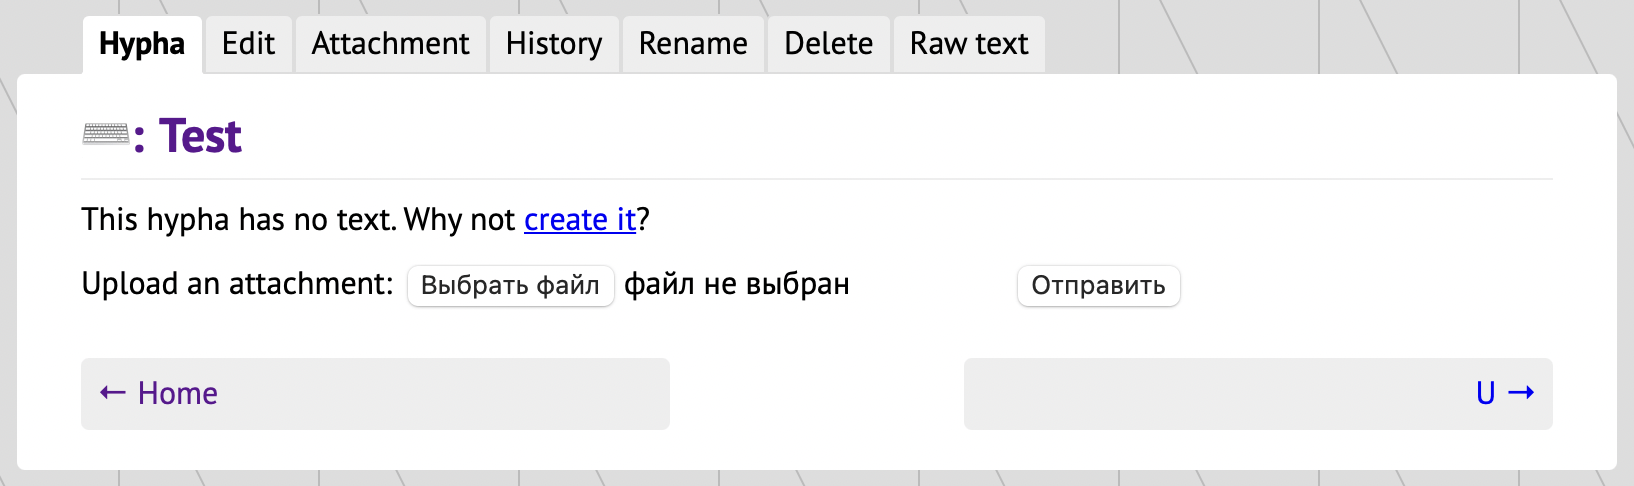 Hypha Edit Attachment History Rename Delete Raw text
⌨: Test
This hypha has no text. Why not create it?
Upload an attachment: Выбрать файл файл не выбран Отправить
← Home U →